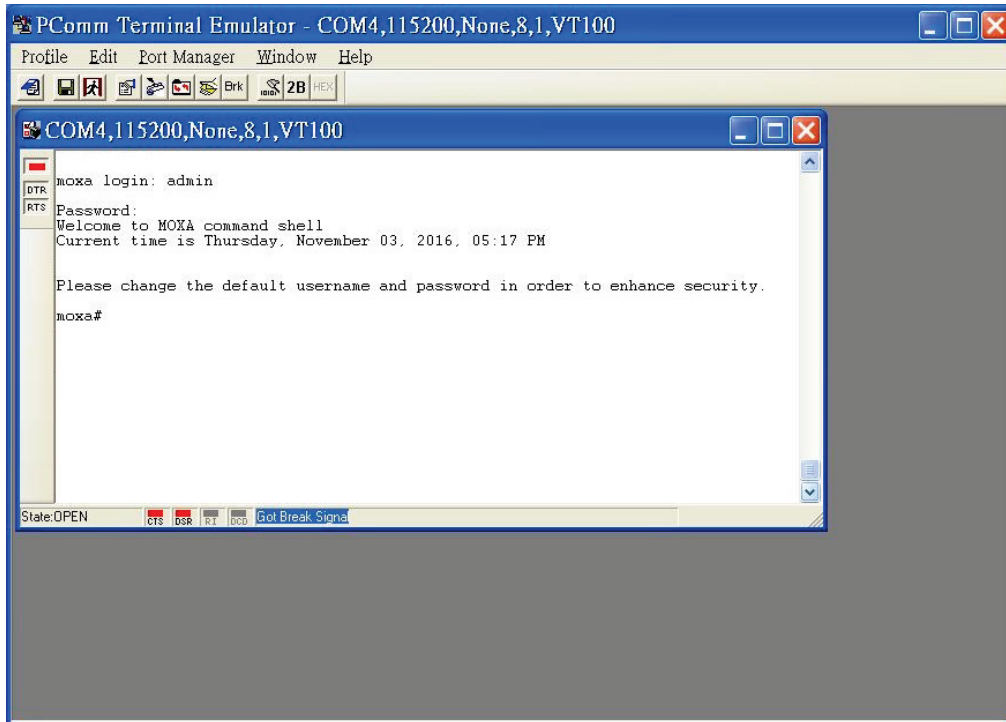 PComm Terminal Emulator - COM4,115200,None,8,1,VT100
Profile Edit Port Manager Window Help
Brk 2B HEX
COM4,115200,None,8,1,VT100
DTR
RTS
moxa login: admin
Password:
Welcome to MOXA command shell
Current time is Thursday, November 03, 2016, 05:17 PM
Please change the default username and password in order to enhance security.
moxa#
State:OPEN CTS DSR RI DCD Got Break Signal